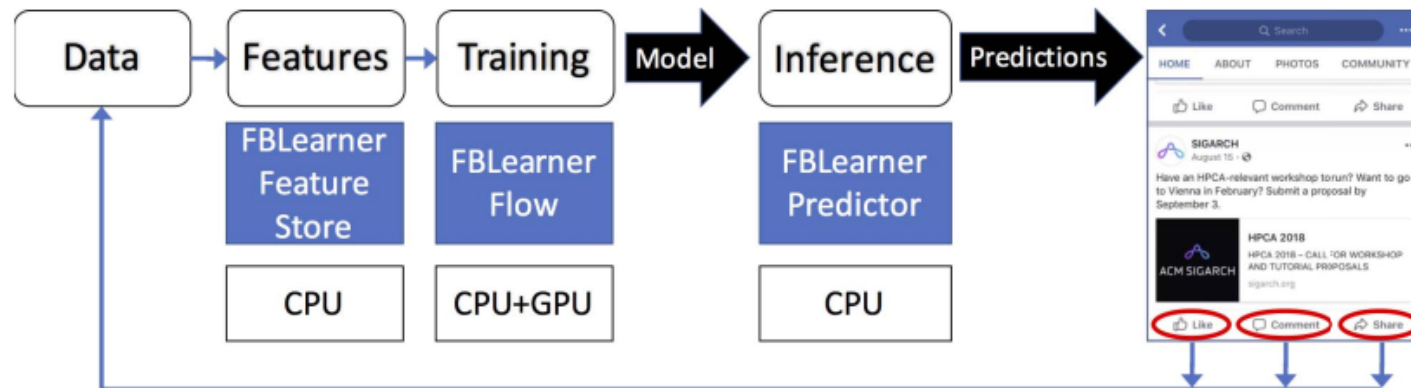 Data
Features
Training
Model
Inference
Predictions
FBLearner
Feature
Store
FBLearner
Flow
FBLearner
Predictor
CPU
CPU+GPU
CPU
Search
HOME ABOUT PHOTOS COMMUNITY
Like Comment Share
SIGARCH
August 15
Have an HPCA-relevant workshop to run? Want to go
to Vienna in February? Submit a proposal by
September 3.
ACM SIGARCH
HPCA 2018
HPCA 2018 – CALL FOR WORKSHOP
AND TUTORIAL PROPOSALS
sigarch.org
Like Comment Share